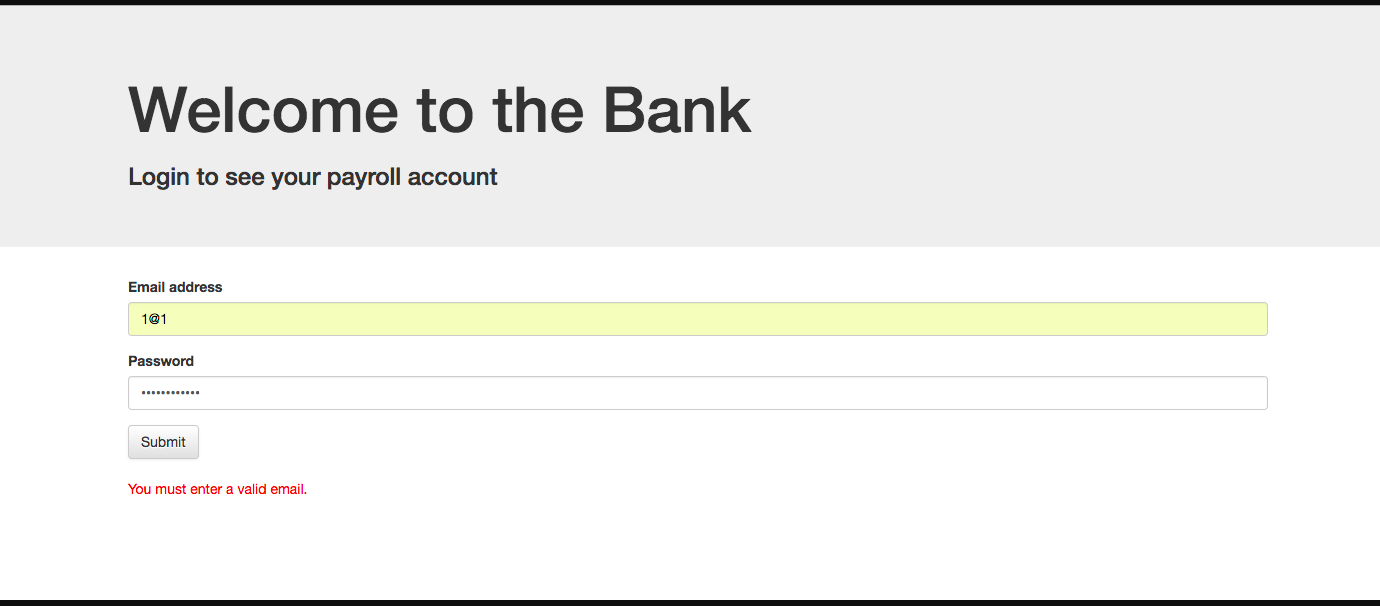 Welcome to the Bank
Login to see your payroll account
Email address
1@1
Password
••••••••••••
Submit
You must enter a valid email.